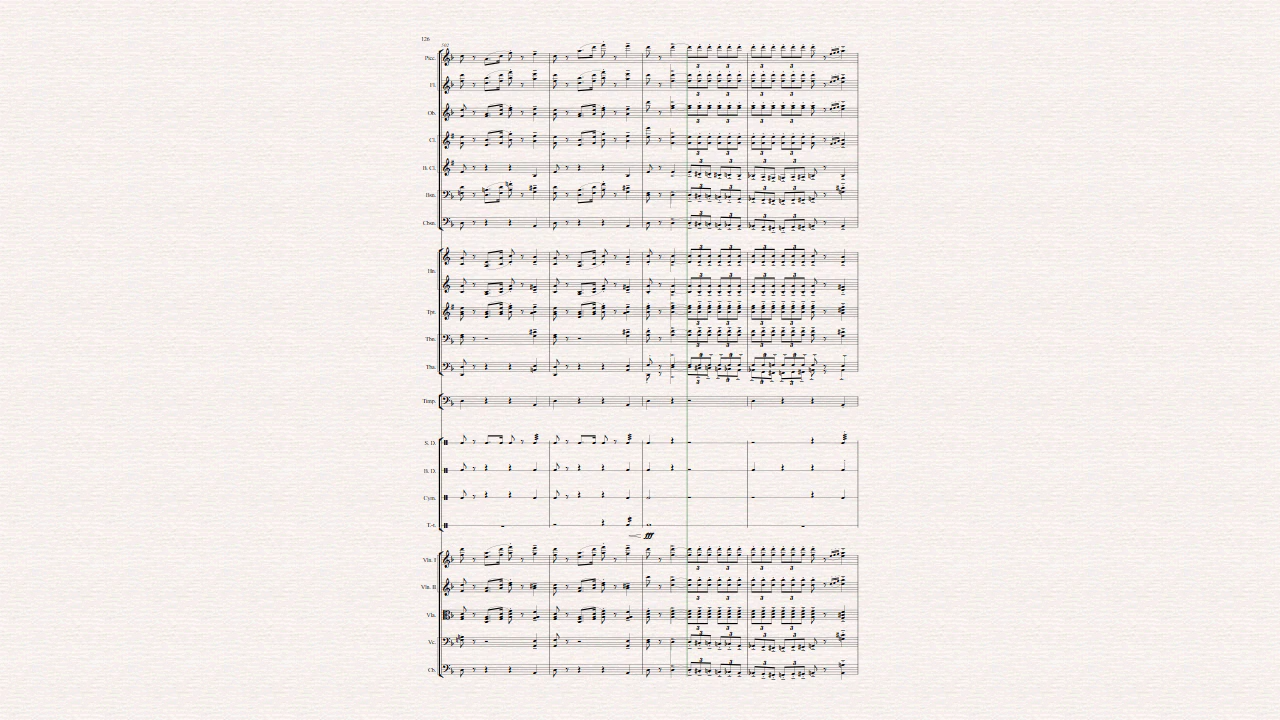 126
Picc.
Fl.
Ob.
Cl.
B. Cl.
Bsn.
Cbsn.
Hn.
Tpt.
Tbn.
Tba.
Timp.
S. D.
B. D.
Cym.
T.-t.
fff
Vln. I
Vln. II
Vla.
Vc.
Cb.